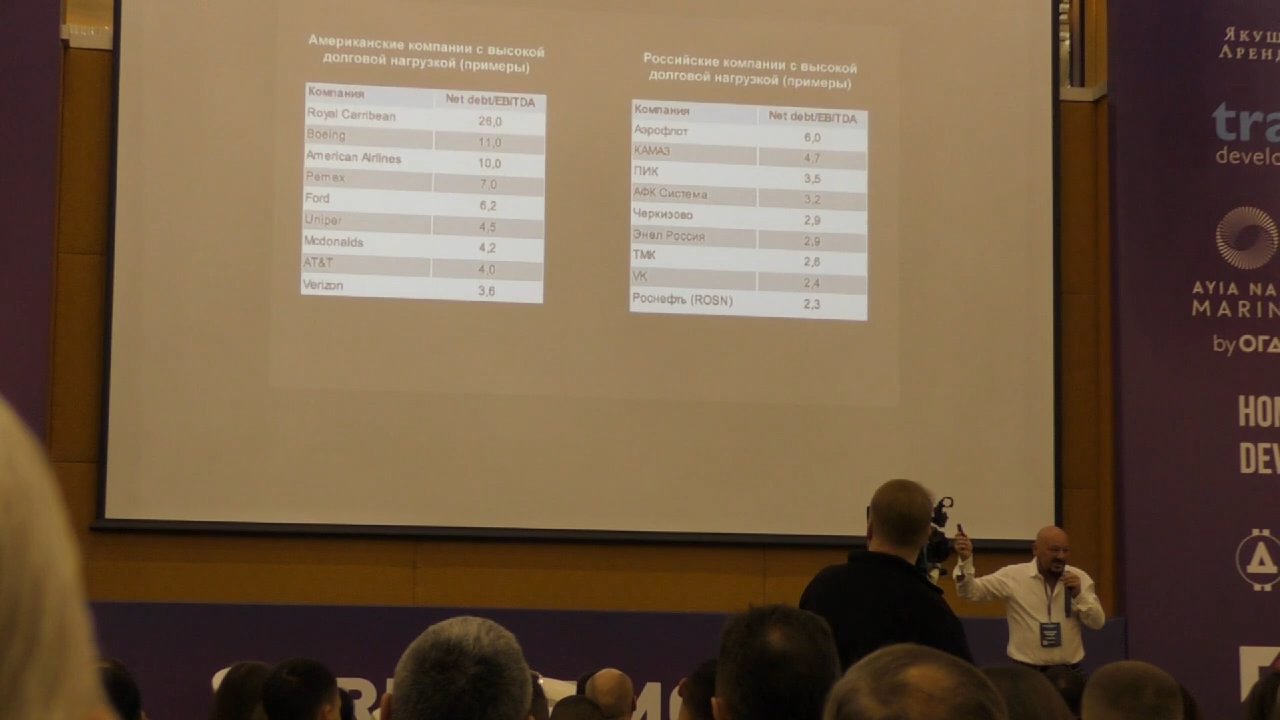 Американские компании с высокой
долговой нагрузкой (примеры)
Компания Net debt/EBITDA
Royal Carribean 26,0
Boeing 11,0
American Airlines 10,0
Pemex 7,0
Ford 6,2
Uniper 4,5
Mcdonalds 4,2
AT&T 4,0
Verizon 3,6
Российские компании с высокой
долговой нагрузкой (примеры)
Компания Net debt/EBITDA
Аэрофлот 6,0
КАМАЗ 4,7
ПИК 3,5
АФК Система 3,2
Черкизово 2,9
Энел Россия 2,9
ТМК 2,6
VK 2,4
Роснефть (ROSN) 2,3
ЯКУШ
АРЕНД
tra
develo
AYIA NA
MARIN
by ОГΔ
HO
DEV